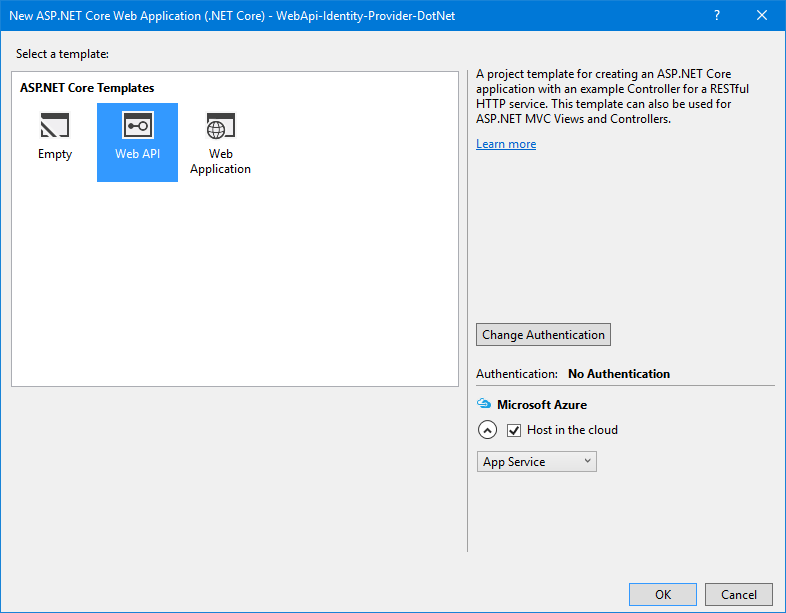 New ASP.NET Core Web Application (.NET Core) - WebApi-Identity-Provider-DotNet
Select a template:
ASP.NET Core Templates
Empty
Web API
Web
Application
A project template for creating an ASP.NET Core
application with an example Controller for a RESTful
HTTP service. This template can also be used for
ASP.NET MVC Views and Controllers.
Learn more
Change Authentication
Authentication: No Authentication
Microsoft Azure
Host in the cloud
App Service
OK
Cancel